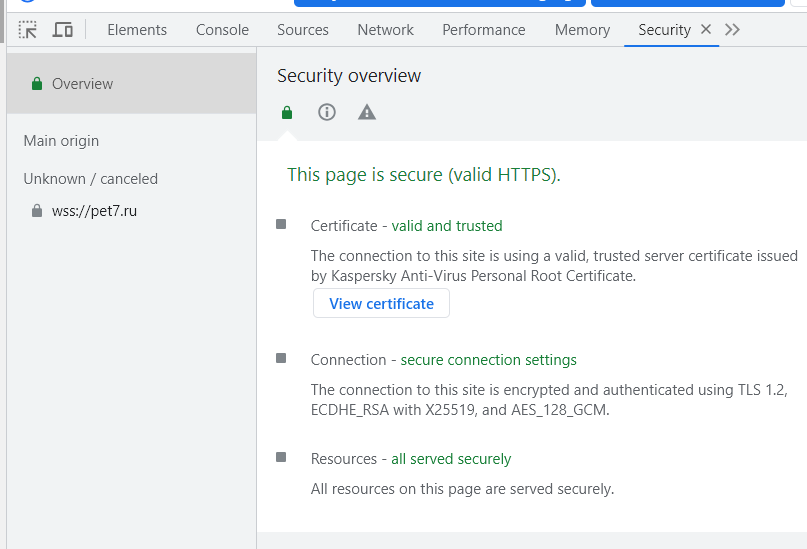 Elements Console Sources Network Performance Memory Security
Overview
Main origin
Unknown / canceled
wss://pet7.ru
Security overview
This page is secure (valid HTTPS).
Certificate - valid and trusted
The connection to this site is using a valid, trusted server certificate issued
by Kaspersky Anti-Virus Personal Root Certificate.
View certificate
Connection - secure connection settings
The connection to this site is encrypted and authenticated using TLS 1.2,
ECDHE_RSA with X25519, and AES_128_GCM.
Resources - all served securely
All resources on this page are served securely.